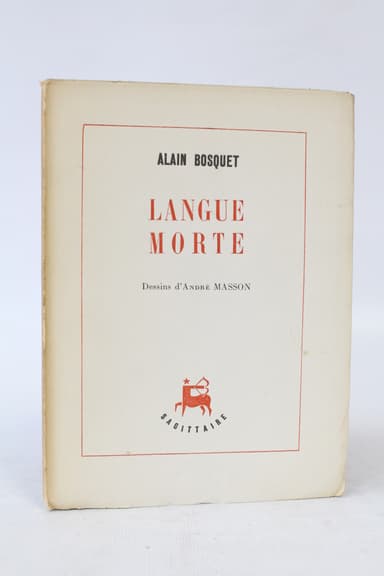 ALAIN BOSQUET
LANGUE
MORTE
Dessins d'ANDRÉ MASSON
SAGITTAIRE